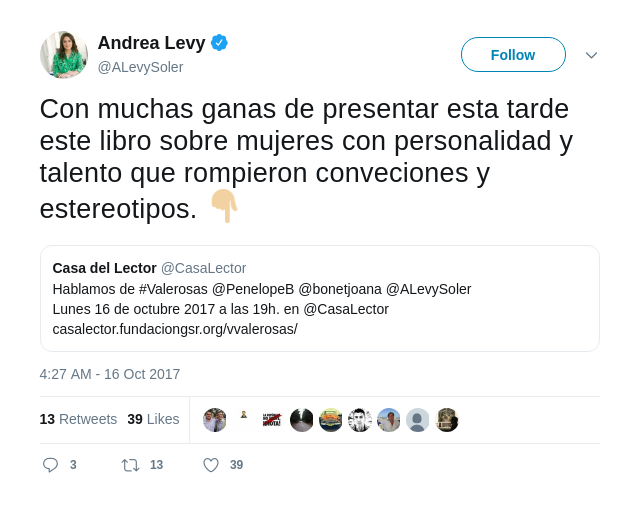 Andrea Levy
@ALevySoler
Follow
Con muchas ganas de presentar esta tarde
este libro sobre mujeres con personalidad y
talento que rompieron conveciones y
estereotipos. 👇🏼
Casa del Lector @CasaLector
Hablamos de #Valerosas @PenelopeB @bonetjoana @ALevySoler
Lunes 16 de octubre 2017 a las 19h. en @CasaLector
casalector.fundaciongsr.org/vvalerosas/
4:27 AM - 16 Oct 2017
13 Retweets 39 Likes
3 13 39